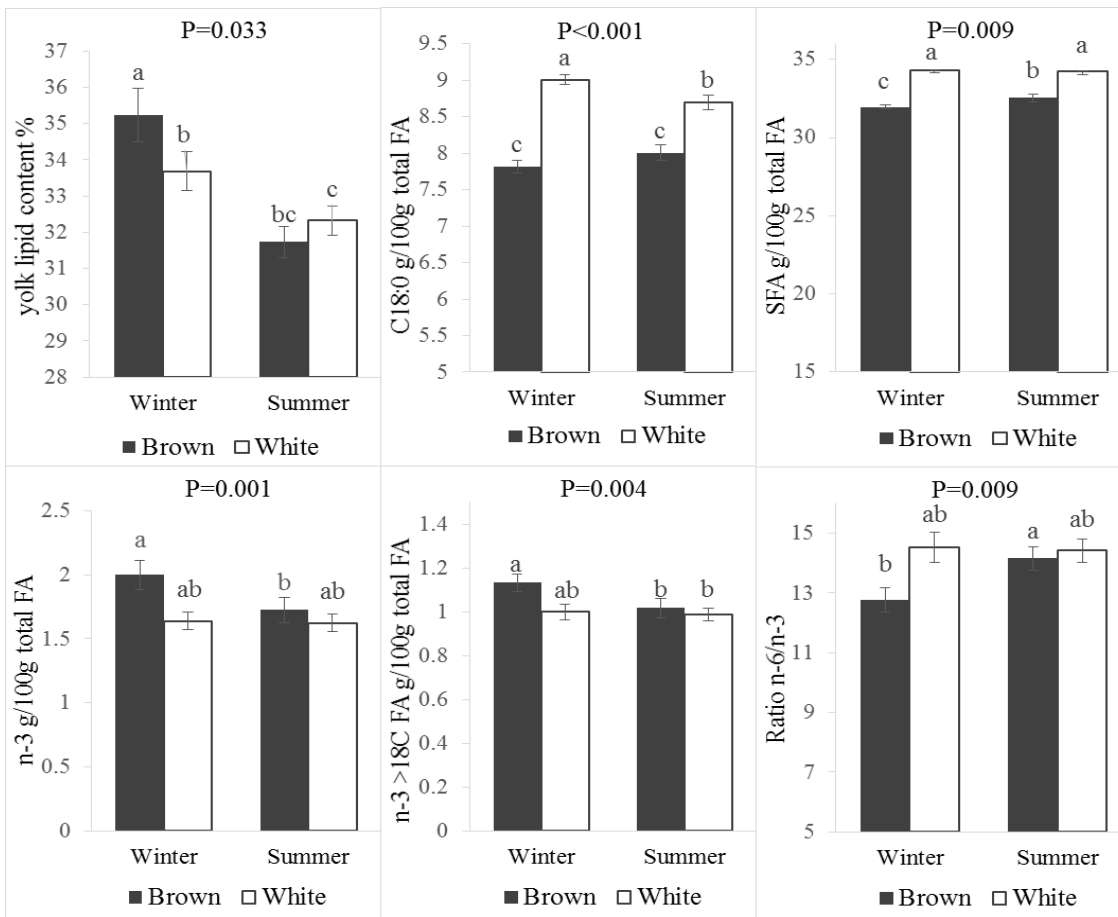 P=0.033
yolk lipid content %
37
36
35
34
33
32
31
30
29
28
a
b
bc
c
Winter Summer
Brown White
P<0.001
C18:0 g/100g total FA
9.5
9
8.5
8
7.5
7
6.5
6
5.5
5
c
a
c
b
Winter Summer
Brown White
P=0.009
SFA g/100g total FA
35
31
27
23
19
15
c
a
b
a
Winter Summer
Brown White
P=0.001
n-3 g/100g total FA
2.5
2
1.5
1
0.5
0
a
ab
b
ab
Winter Summer
Brown White
P=0.004
n-3 >18C FA g/100g total FA
1.4
1.2
1
0.8
0.6
0.4
0.2
0
a
ab
b
b
Winter Summer
Brown White
P=0.009
Ratio n-6/n-3
15
13
11
9
7
5
b
ab
a
ab
Winter Summer
Brown White